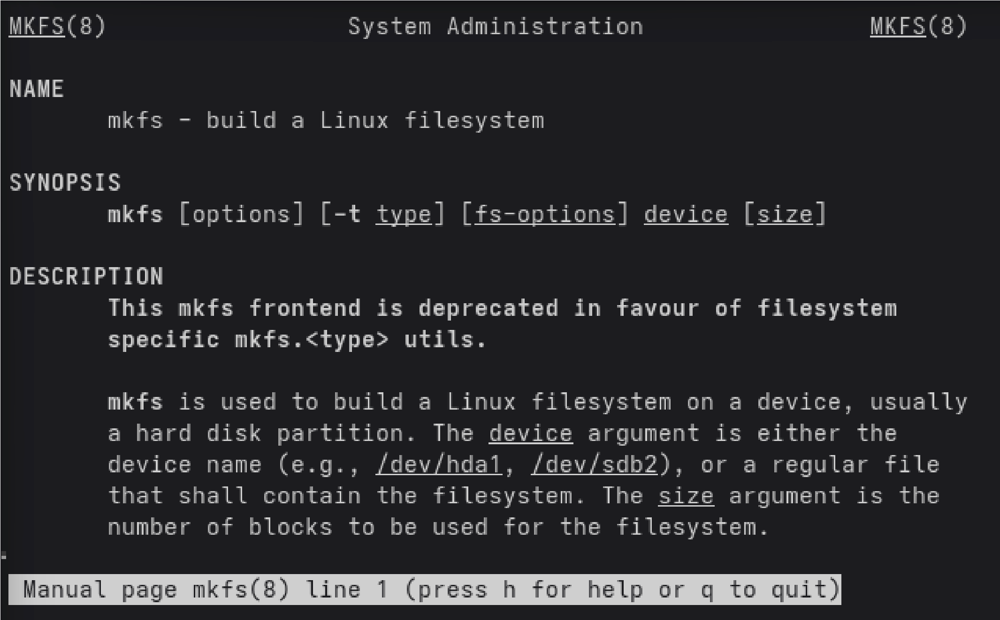 MKFS(8) System Administration MKFS(8)
NAME
mkfs - build a Linux filesystem
SYNOPSIS
mkfs [options] [-t type] [fs-options] device [size]
DESCRIPTION
This mkfs frontend is deprecated in favour of filesystem
specific mkfs.<type> utils.
mkfs is used to build a Linux filesystem on a device, usually
a hard disk partition. The device argument is either the
device name (e.g., /dev/hda1, /dev/sdb2), or a regular file
that shall contain the filesystem. The size argument is the
number of blocks to be used for the filesystem.
Manual page mkfs(8) line 1 (press h for help or q to quit)